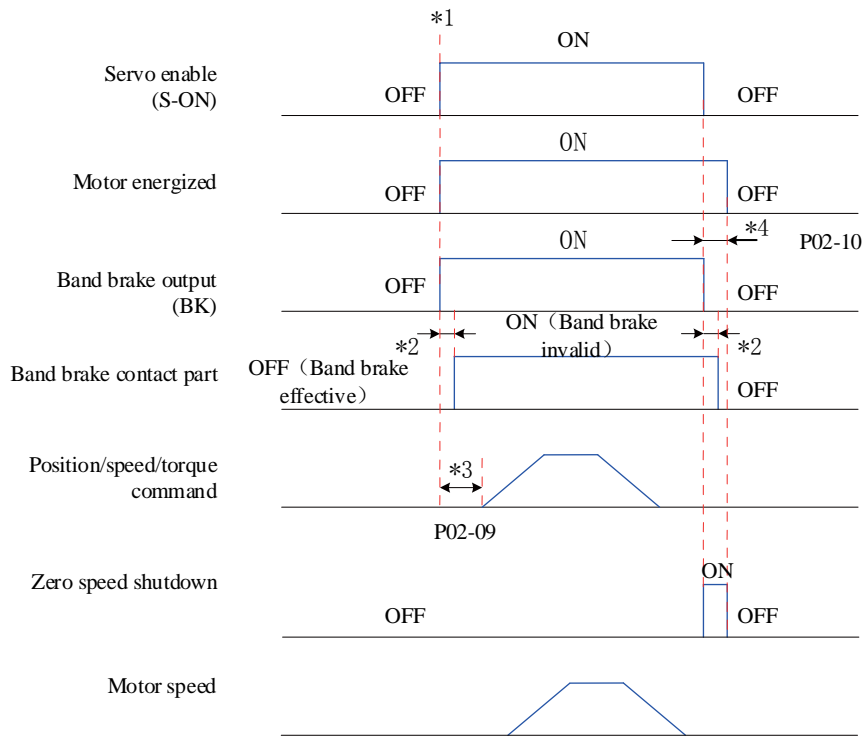 *1
ON
Servo enable
(S-ON)
OFF
OFF
ON
Motor energized
OFF
OFF
*4
P02-10
ON
Band brake output
(BK)
OFF
OFF
*2
ON（Band brake
invalid）
*2
Band brake contact part
OFF（Band brake
effective）
OFF
Position/speed/torque
command
*3
P02-09
Zero speed shutdown
ON
OFF
OFF
Motor speed